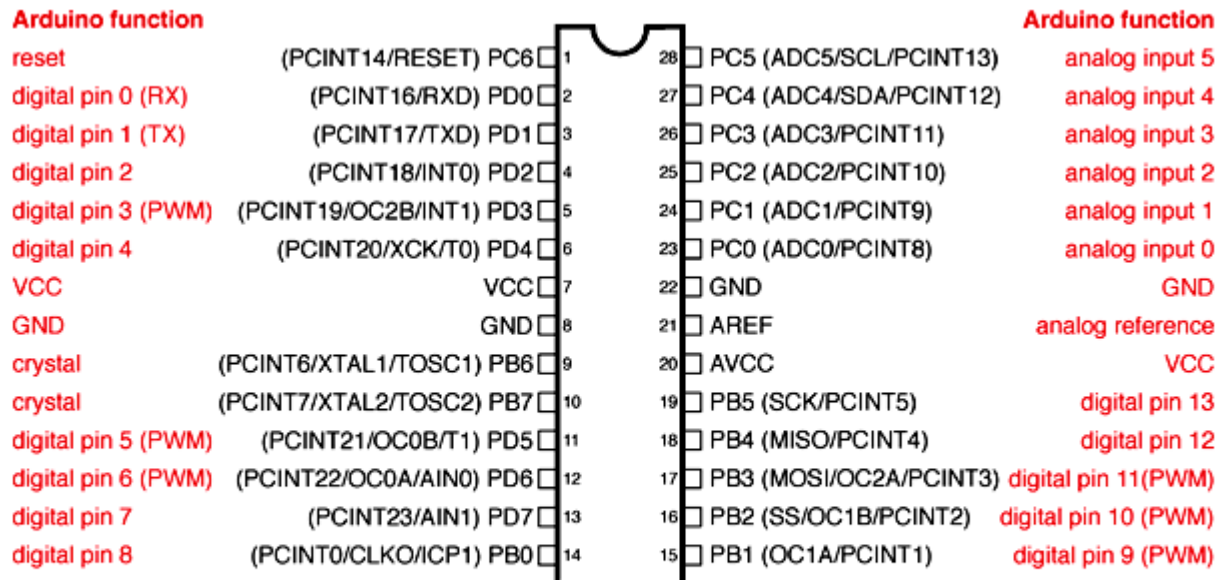 Arduino function Arduino function
reset (PCINT14/RESET) PC6 1 28 PC5 (ADC5/SCL/PCINT13) analog input 5
digital pin 0 (RX) (PCINT16/RXD) PD0 2 27 PC4 (ADC4/SDA/PCINT12) analog input 4
digital pin 1 (TX) (PCINT17/TXD) PD1 3 26 PC3 (ADC3/PCINT11) analog input 3
digital pin 2 (PCINT18/INT0) PD2 4 25 PC2 (ADC2/PCINT10) analog input 2
digital pin 3 (PWM) (PCINT19/OC2B/INT1) PD3 5 24 PC1 (ADC1/PCINT9) analog input 1
digital pin 4 (PCINT20/XCK/T0) PD4 6 23 PC0 (ADC0/PCINT8) analog input 0
VCC VCC 7 22 GND GND
GND GND 8 21 AREF analog reference
crystal (PCINT6/XTAL1/TOSC1) PB6 9 20 AVCC VCC
crystal (PCINT7/XTAL2/TOSC2) PB7 10 19 PB5 (SCK/PCINT5) digital pin 13
digital pin 5 (PWM) (PCINT21/OC0B/T1) PD5 11 18 PB4 (MISO/PCINT4) digital pin 12
digital pin 6 (PWM) (PCINT22/OC0A/AIN0) PD6 12 17 PB3 (MOSI/OC2A/PCINT3) digital pin 11(PWM)
digital pin 7 (PCINT23/AIN1) PD7 13 16 PB2 (SS/OC1B/PCINT2) digital pin 10 (PWM)
digital pin 8 (PCINT0/CLKO/ICP1) PB0 14 15 PB1 (OC1A/PCINT1) digital pin 9 (PWM)